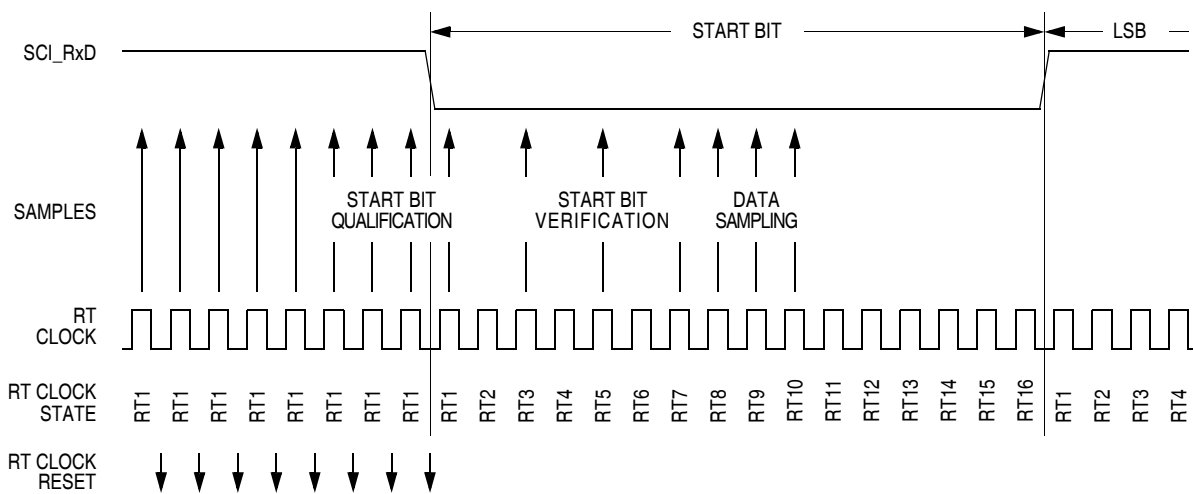 START BIT
LSB
SCI_RxD
SAMPLES
START BIT
QUALIFICATION
START BIT
VERIFICATION
DATA
SAMPLING
RT
CLOCK
RT CLOCK
STATE
RT1 RT1 RT1 RT1 RT1 RT1 RT1 RT1 RT1 RT2 RT3 RT4 RT5 RT6 RT7 RT8 RT9 RT10 RT11 RT12 RT13 RT14 RT15 RT16 RT1 RT2 RT3 RT4
RT CLOCK
RESET